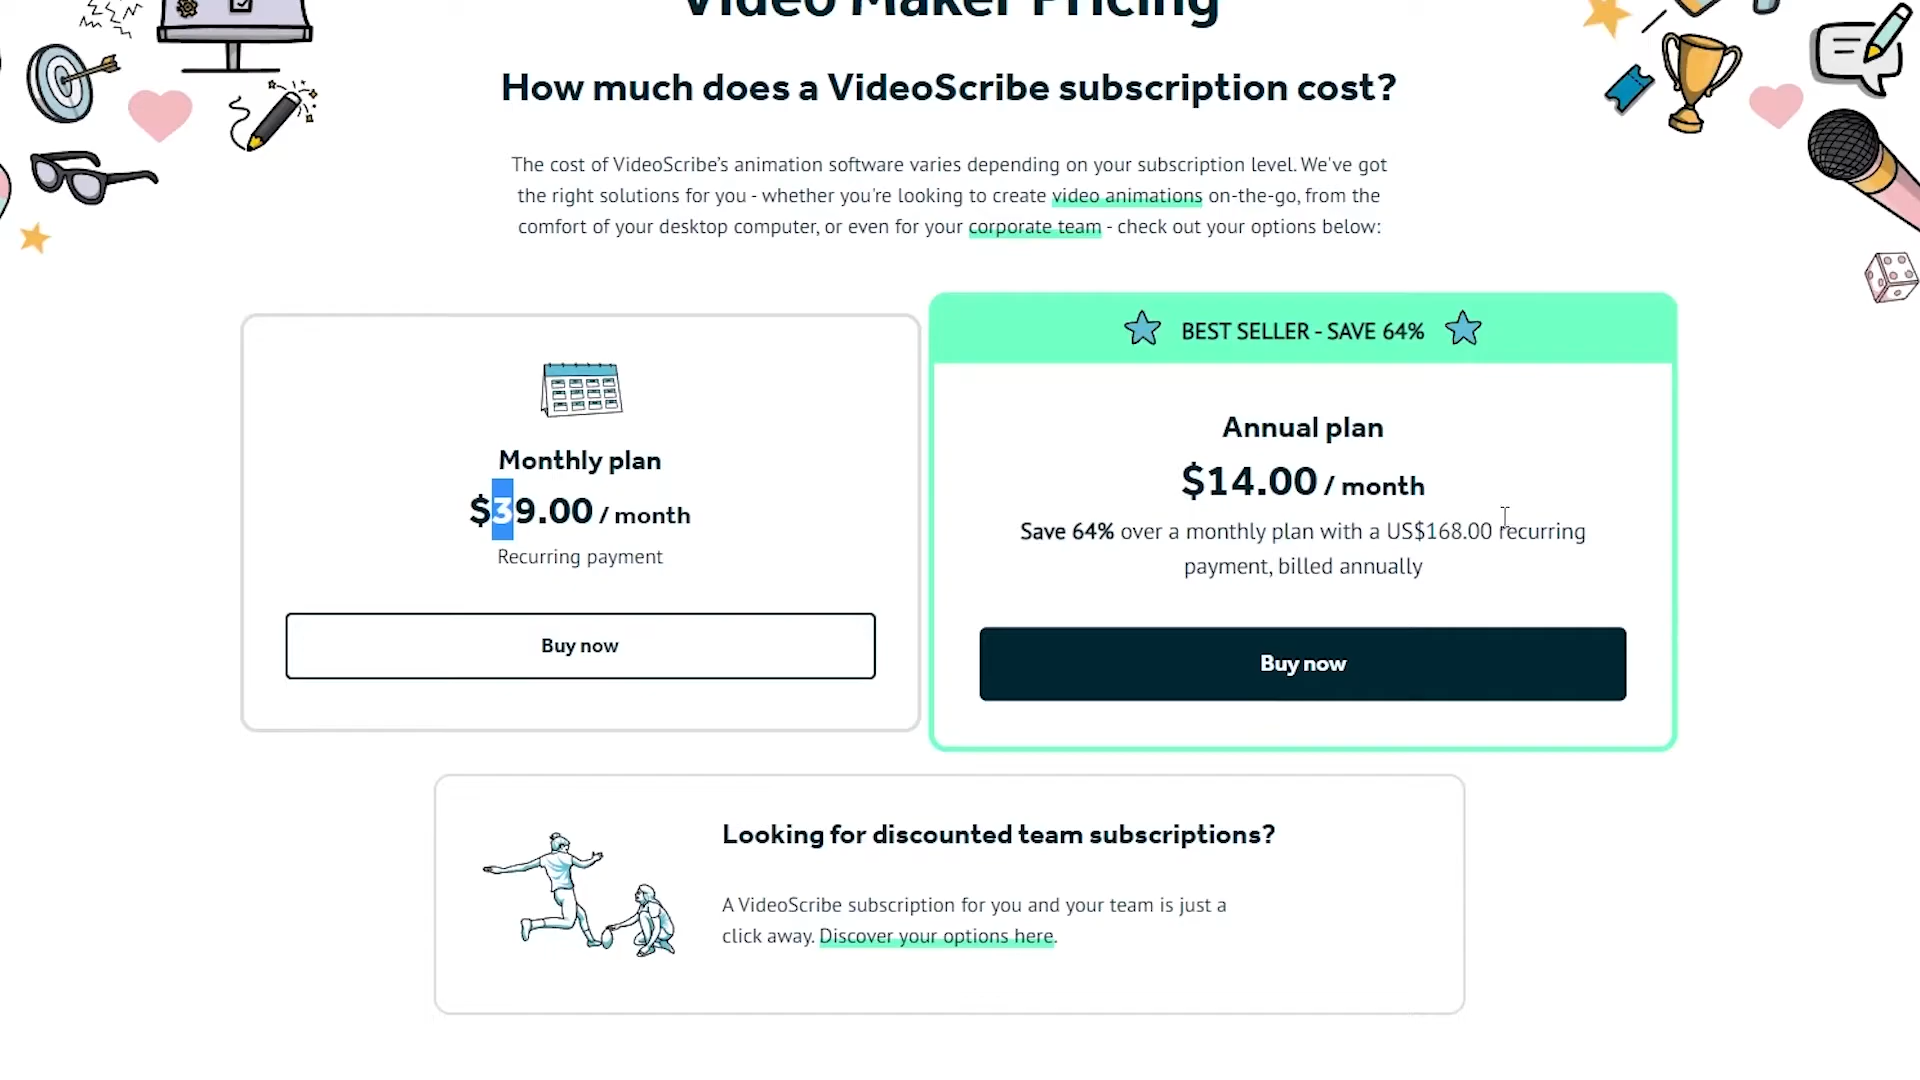 Video Maker Pricing
How much does a VideoScribe subscription cost?
The cost of VideoScribe’s animation software varies depending on your subscription level. We've got
the right solutions for you - whether you're looking to create video animations on-the-go, from the
comfort of your desktop computer, or even for your corporate team - check out your options below:
Monthly plan
$39.00 / month
Recurring payment
Buy now
BEST SELLER - SAVE 64%
Annual plan
$14.00 / month
Save 64% over a monthly plan with a US$168.00 recurring
payment, billed annually
Buy now
Looking for discounted team subscriptions?
A VideoScribe subscription for you and your team is just a
click away. Discover your options here.